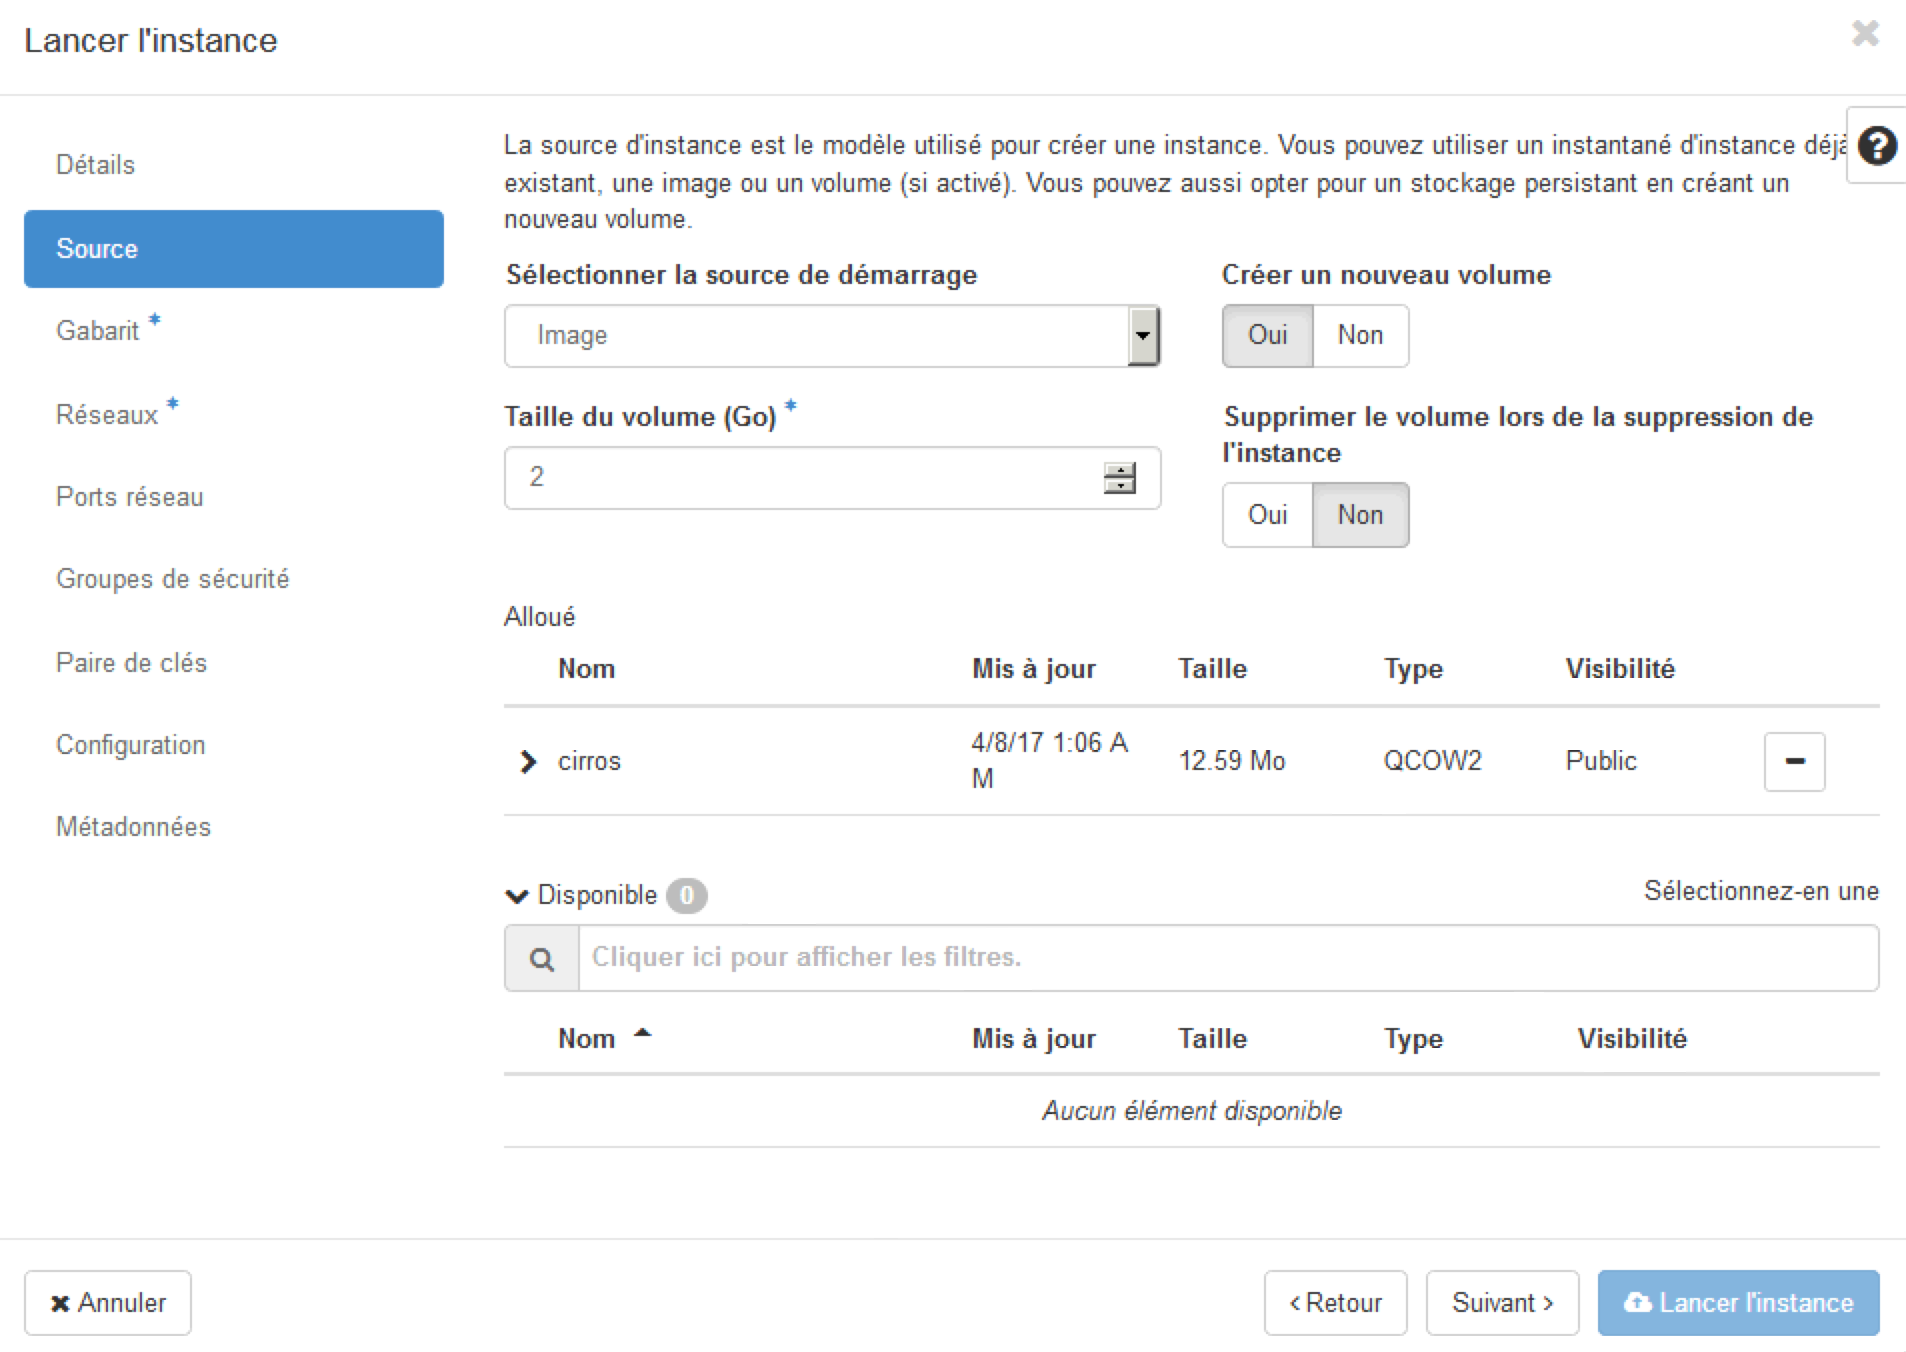 Lancer l'instance
Détails
Source
Gabarit *
Réseaux *
Ports réseau
Groupes de sécurité
Paire de clés
Configuration
Métadonnées
La source d'instance est le modèle utilisé pour créer une instance. Vous pouvez utiliser un instantané d'instance déjà
existant, une image ou un volume (si activé). Vous pouvez aussi opter pour un stockage persistant en créant un
nouveau volume.
Sélectionner la source de démarrage
Image
Créer un nouveau volume
Oui Non
Taille du volume (Go) *
2
Supprimer le volume lors de la suppression de
l'instance
Oui Non
Alloué
Nom Mis à jour Taille Type Visibilité
cirros 4/8/17 1:06 A 12.59 Mo QCOW2 Public
M
Disponible 0 Sélectionnez-en une
Cliquer ici pour afficher les filtres.
Nom Mis à jour Taille Type Visibilité
Aucun élément disponible
Annuler < Retour Suivant > Lancer l'instance